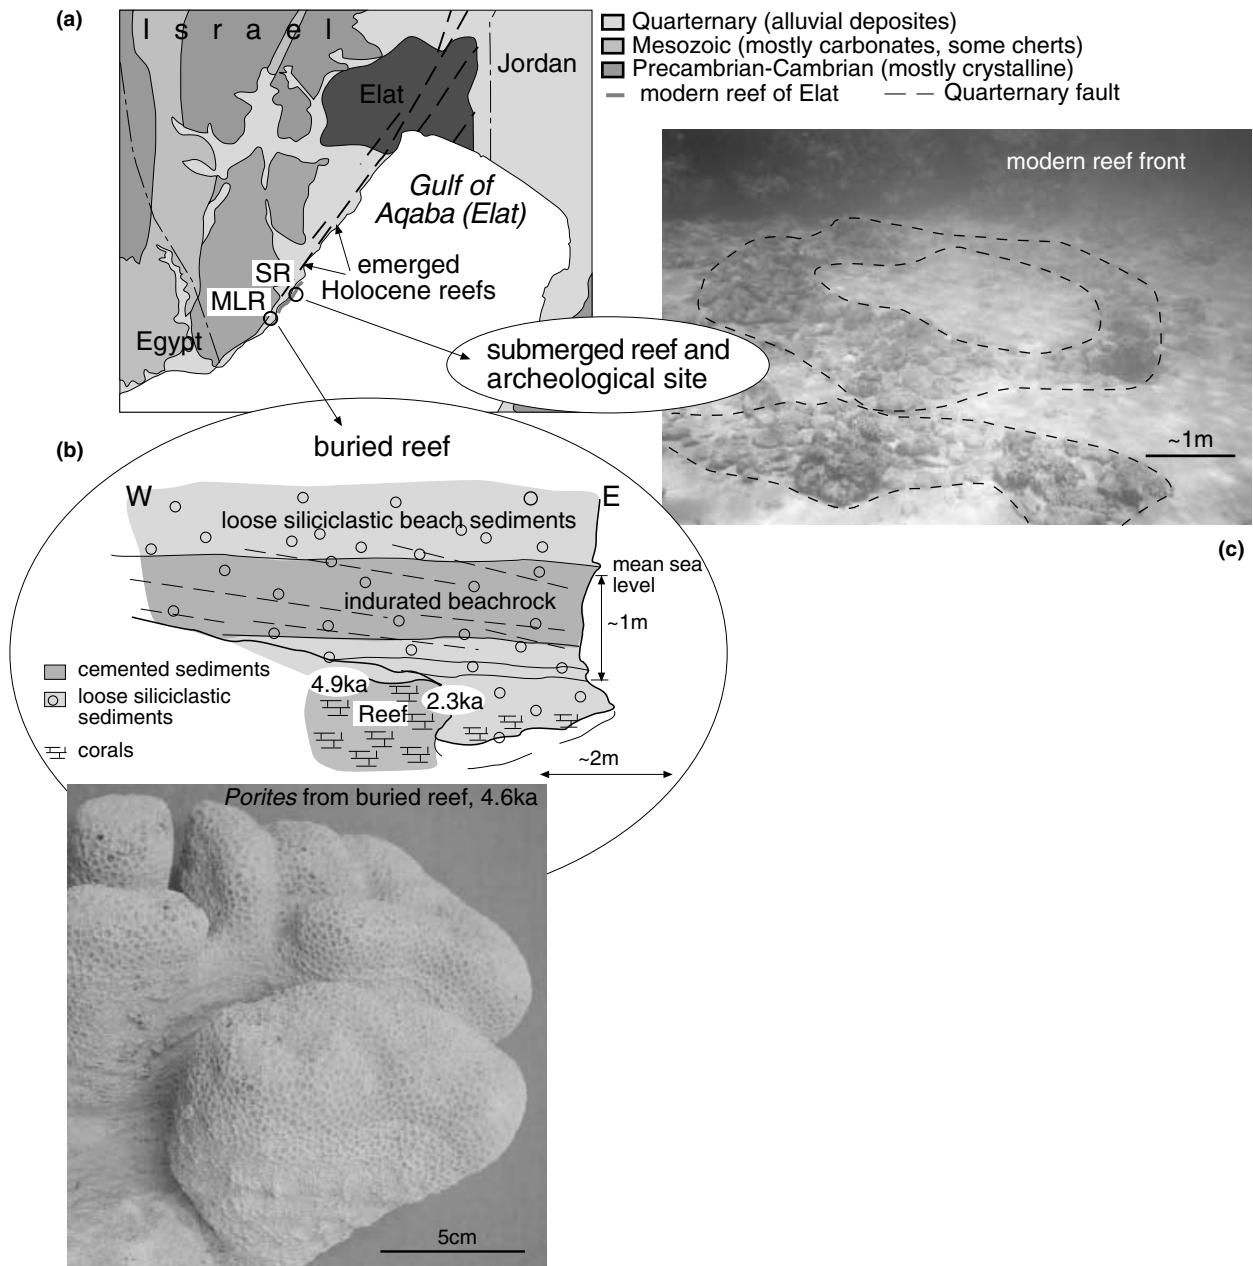 (a)
Israel
Jordan
Elat
Gulf of
Aqaba (Elat)
emerged
Holocene reefs
SR
MLR
Egypt
submerged reef and
archeological site
Quarternary (alluvial deposites)
Mesozoic (mostly carbonates, some cherts)
Precambrian-Cambrian (mostly crystalline)
modern reef of Elat
Quarternary fault
modern reef front
~1m
(c)
(b)
buried reef
W
E
loose siliciclastic beach sediments
mean sea
level
indurated beachrock
~1m
cemented sediments
loose siliciclastic
sediments
corals
4.9ka
2.3ka
Reef
~2m
Porites from buried reef, 4.6ka
5cm